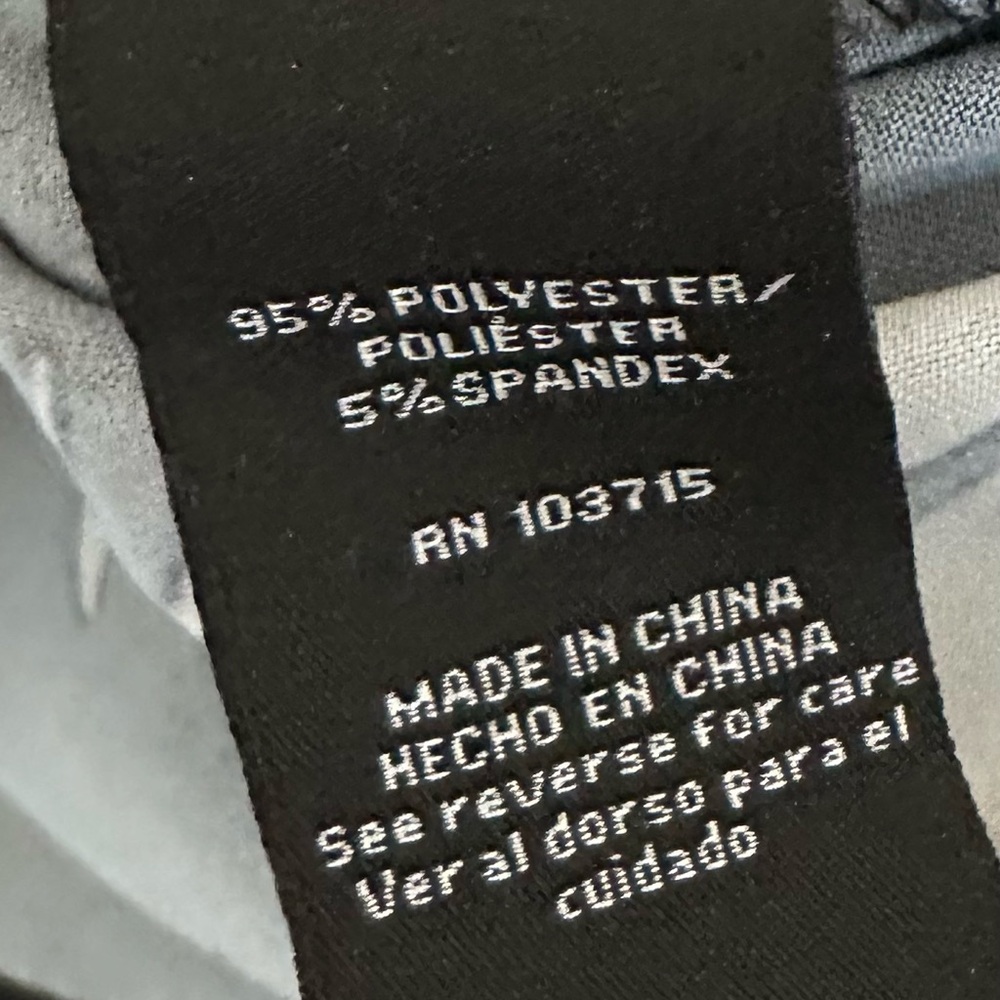 95% POLYESTER/
POLIÉSTER
5% SPANDEX
RN 103715
MADE IN CHINA
HECHO EN CHINA
See reverse for care
Ver al dorso para el
cuidado